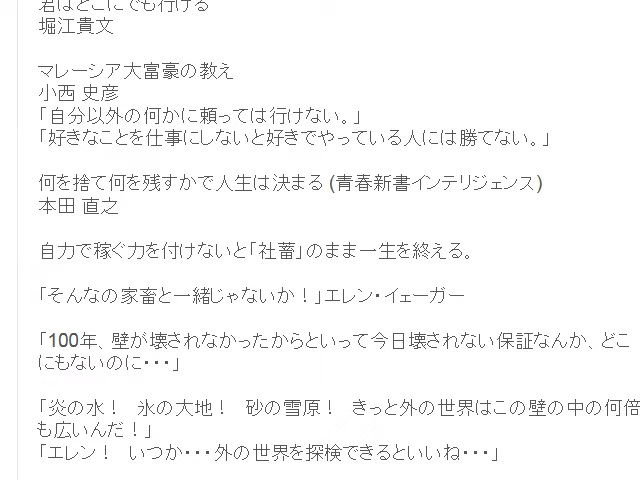 君はどこにでも行ける
堀江貴文
マレーシア大富豪の教え
小西 史彦
「自分以外の何かに頼っては行けない。」
「好きなことを仕事にしないと好きでやっている人には勝てない。」
何を捨て何を残すかで人生は決まる (青春新書インテリジェンス)
本田 直之
自力で稼ぐ力を付けないと「社畜」のまま一生を終える。
「そんなの家畜と一緒じゃないか！」エレン・イェーガー
「100年、壁が壊されなかったからといって今日壊されない保証なんか、どこ
にもないのに・・・」
「炎の水！　氷の大地！　砂の雪原！　きっと外の世界はこの壁の中の何倍
も広いんだ！」
「エレン！　いつか・・・外の世界を探検できるといいね・・・」